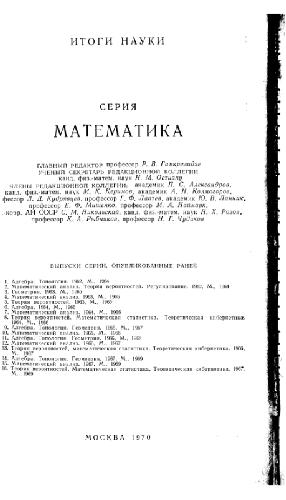 ИТОГИ НАУКИ
СЕРИЯ
МАТЕМАТИКА
ГЛАВНЫЙ РЕДАКТОР профессор Р. В. Гамкрелидзе
УЧЕНЫЙ СЕКРЕТАРЬ РЕДАКЦИОННОЙ КОЛЛЕГИИ
канд. физ-матем. наук Н. М. Остиану
ЧЛЕНЫ РЕДАКЦИОННОЙ КОЛЛЕГИИ: академик П. С. Александров,
канд. физ.-матем. наук М. К. Керимов, академик А. Н. Колмогоров,
профессор Л. Д. Кудрявцев, профессор Г. Ф. Лаптев, академик Ю. В. Линник,
профессор Е. Ф. Мищенко, профессор М. А. Наймарк,
корр. АН СССР С. М. Никольский, канд. физ.-матем. наук Н. Х. Розов,
профессор К. А. Рыбников, профессор Н. Г. Чудаков
ВЫПУСКИ СЕРИИ, ОПУБЛИКОВАННЫЕ РАНЕЕ
1. Алгебра. Топология. 1962, М., 1963
2. Математический анализ. Теория вероятностей. Регулирование. 1962, М., 1964
3. Геометрия. 1963, М., 1965
4. Математический анализ. 1963, М., 1965
5. Теория вероятностей. 1963, М., 1965
6. Алгебра. 1964, М., 1966
7. Математический анализ. 1964, М., 1966
8. Теория вероятностей. Математическая статистика. Теоретическая кибернетика.
1964, М., 1966
9. Алгебра. Топология. Геометрия. 1965, М., 1967
10. Математический анализ. 1965, М., 1966
11. Алгебра. Топология. Геометрия. 1966, М., 1968
12. Математический анализ. 1966, М., 1967
13. Теория вероятностей, математическая статистика. Теоретическая кибернетика. 1966,
М., 1967
14. Алгебра. Топология. Геометрия. 1967, М., 1969
15. Математический анализ. 1967, М., 1969
16. Теория вероятностей. Математическая статистика. Теоретическая кибернетика. 1967,
М., 1969
МОСКВА 1970